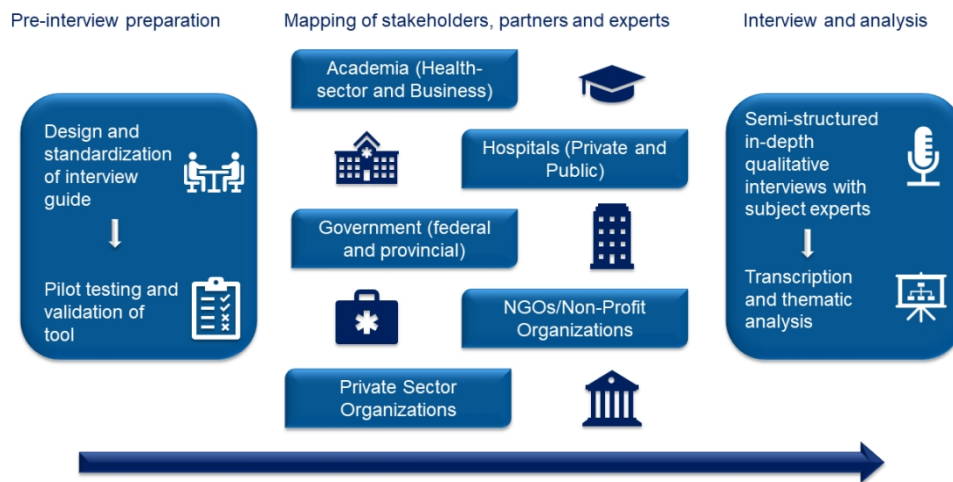 Pre-interview preparation
Mapping of stakeholders, partners and experts
Interview and analysis
Design and
standardization
of interview
guide
Pilot testing and
validation of
tool
Academia (Health-
sector and Business)
Hospitals (Private and
Public)
Government (federal
and provincial)
NGOs/Non-Profit
Organizations
Private Sector
Organizations
Semi-structured
in-depth
qualitative
interviews with
subject experts
Transcription
and thematic
analysis